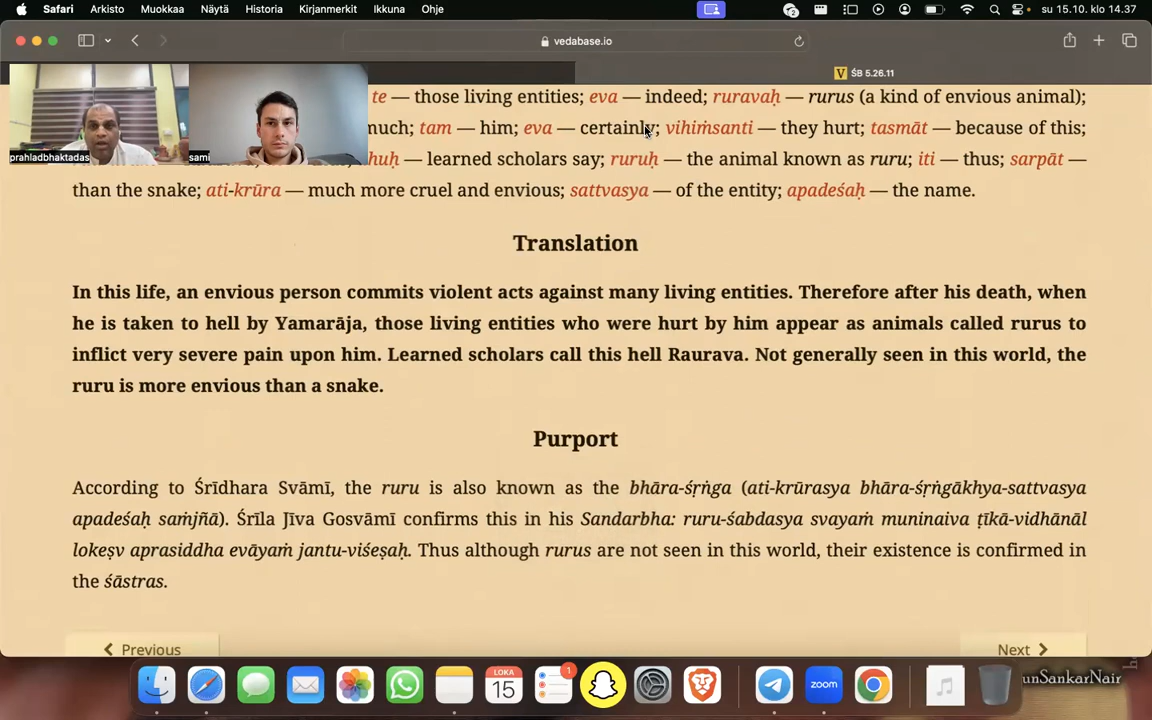 Safari Arkisto Muokkaa Näytä Historia Kirjanmerkit Ikkuna Ohje su 15.10. klo 14.37
vedabase.io
V ŚB 5.26.11
te — those living entities; eva — indeed; ruravaḥ — rurus (a kind of envious animal);
much; tam — him; eva — certainly; vihiṁsanti — they hurt; tasmāt — because of this;
prahladbhaktadas
sami
huḥ — learned scholars say; ruruḥ — the animal known as ruru; iti — thus; sarpāt —
than the snake; ati-krūra — much more cruel and envious; sattvasya — of the entity; apadeśaḥ — the name.
Translation
In this life, an envious person commits violent acts against many living entities. Therefore after his death, when
he is taken to hell by Yamarāja, those living entities who were hurt by him appear as animals called rurus to
inflict very severe pain upon him. Learned scholars call this hell Raurava. Not generally seen in this world, the
ruru is more envious than a snake.
Purport
According to Śrīdhara Svāmī, the ruru is also known as the bhāra-śṛṅga (ati-krūrasya bhāra-śṛṅgākhya-sattvasya
apadeśaḥ saṁjñā). Śrīla Jīva Gosvāmī confirms this in his Sandarbha: ruru-śabdasya svayaṁ muninaiva ṭīkā-vidhānāl
lokeṣv aprasiddha evāyaṁ jantu-viśeṣaḥ. Thus although rurus are not seen in this world, their existence is confirmed in
the śāstras.
Previous
Next
LOKA
15
1
zoom
unSankarNair